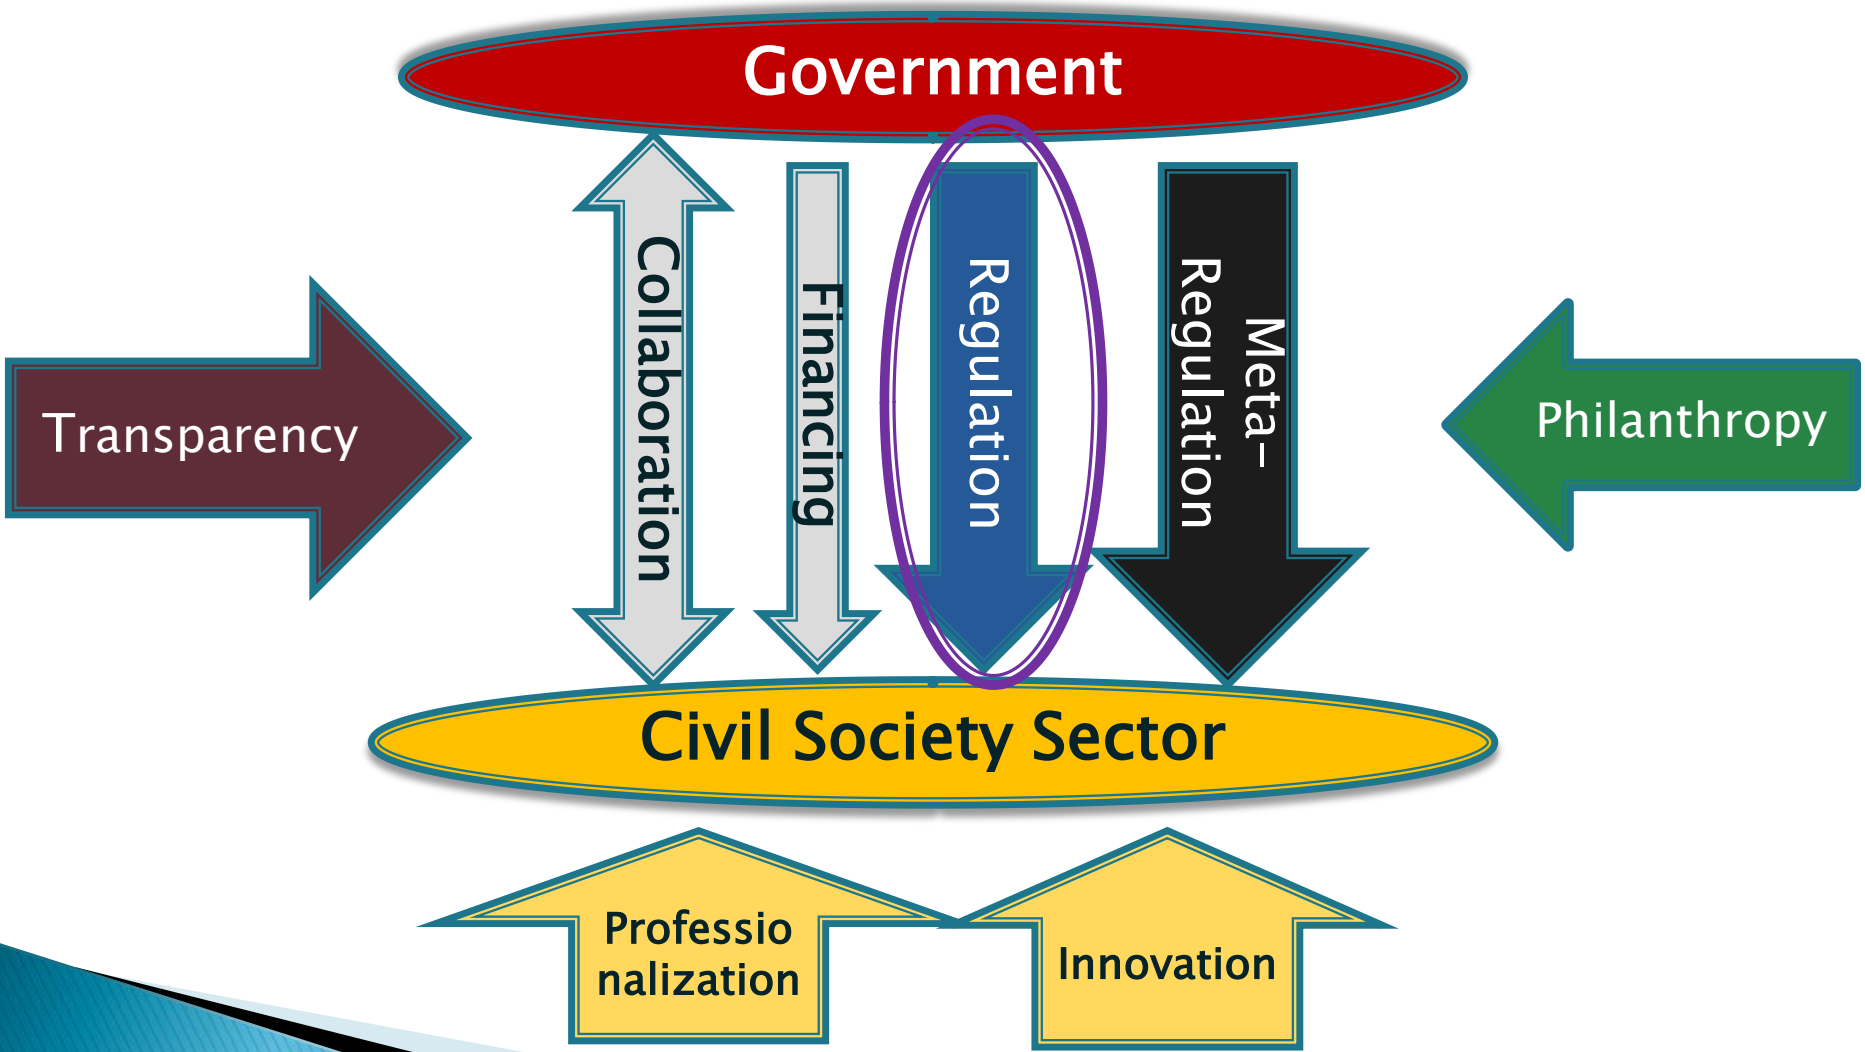 Government
Collaboration
Financing
Regulation
Meta-
Regulation
Transparency
Philanthropy
Civil Society Sector
Professio
nalization
Innovation